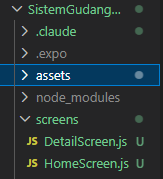 SistemGudang...
.claude
.expo
assets
node_modules
screens
JS DetailScreen.js U
JS HomeScreen.js U